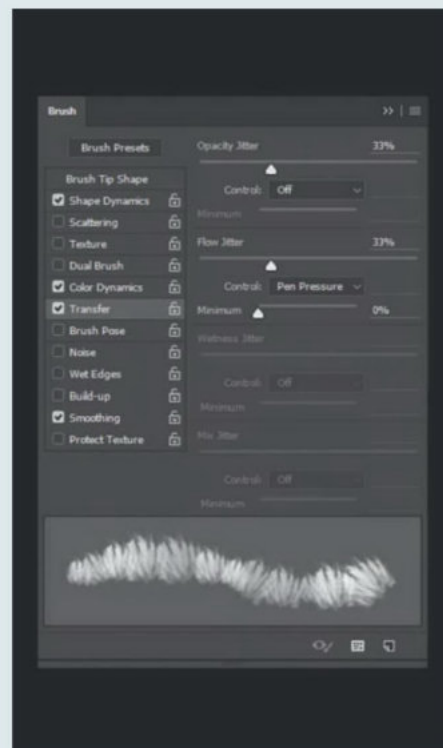 Brush
Brush Presets
Brush Tip Shape
Shape Dynamics
Scattering
Texture
Dual Brush
Color Dynamics
Transfer
Brush Pose
Noise
Wet Edges
Build-up
Smoothing
Protect Texture
Opacity Jitter 33%
Control: Off
Minimum
Flow Jitter 33%
Control: Pen Pressure
Minimum 0%
Wetness Jitter
Control: Off
Minimum
Mix Jitter
Control: Off
Minimum